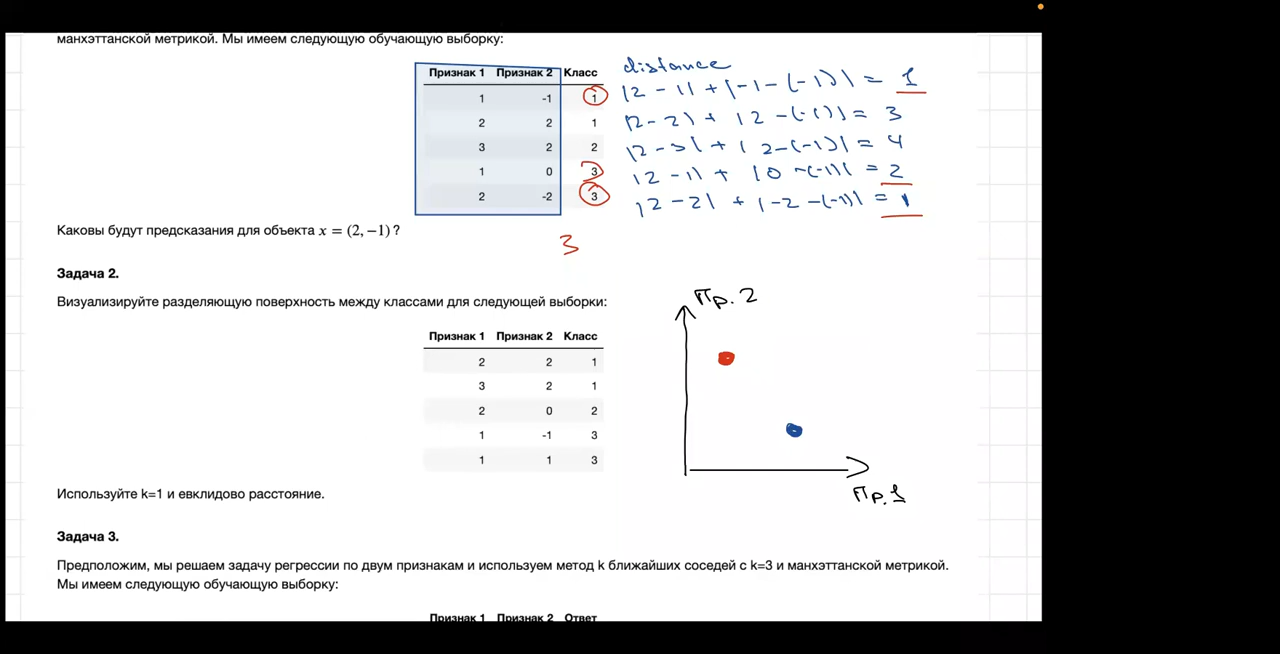 манхэттанской метрикой. Мы имеем следующую обучающую выборку:
Признак 1 Признак 2 Класс distance
1 -1 1 |2 - 1| + |-1 - (-1)| = 1
2 2 1 |2 - 2| + |2 - (-1)| = 3
3 2 2 |2 - 3| + |2 - (-1)| = 4
1 0 3 |2 - 1| + |0 - (-1)| = 2
2 -2 3 |2 - 2| + |-2 - (-1)| = 1
Каковы будут предсказания для объекта x = (2, −1) ?
3
Задача 2.
Визуализируйте разделяющую поверхность между классами для следующей выборки:
Пр. 2
Признак 1 Признак 2 Класс
2 2 1
3 2 1
2 0 2
1 -1 3
1 1 3
Пр. 1
Используйте k=1 и евклидово расстояние.
Задача 3.
Предположим, мы решаем задачу регрессии по двум признакам и используем метод k ближайших соседей с k=3 и манхэттанской метрикой.
Мы имеем следующую обучающую выборку:
Признак 1 Признак 2 Ответ